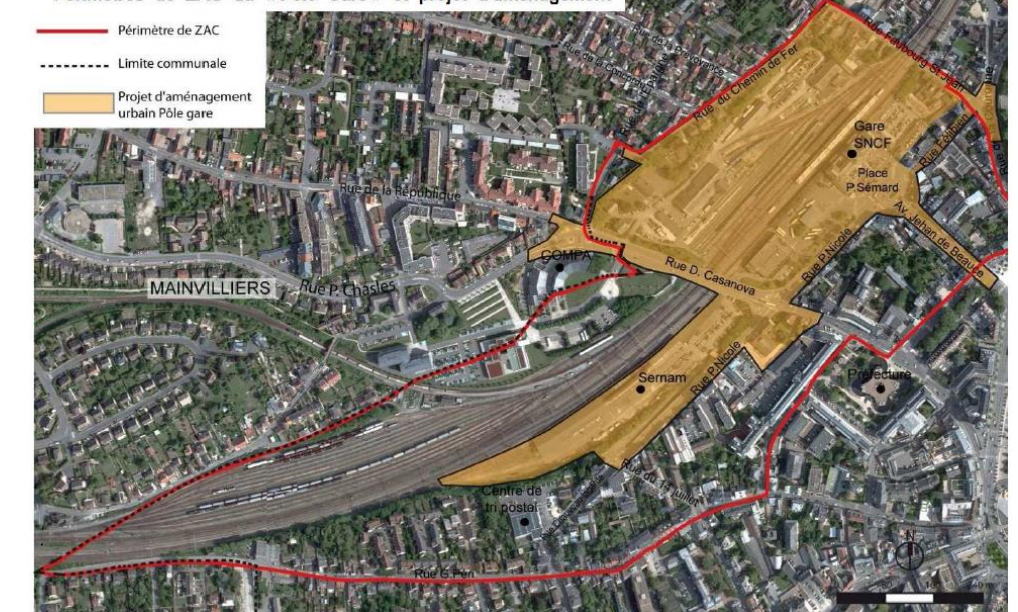 Périmètre de ZAC
Limite communale
Projet d'aménagement
urbain Pôle gare
Rue de la République
MAINVILLIERS
Rue P. Chasles
COMPA
Rue D. Casanova
Rue du Chemin de Fer
Rue Faubourg St Jean
Gare
SNCF
Place
P.Sémard
Rue Félibien
Av. Jehan de Beauce
Rue P.Nicole
Rue P.Nicole
Sernam
Préfecture
Centre de
tri postal
Rue du 14 juillet
Rue G.Péri
N